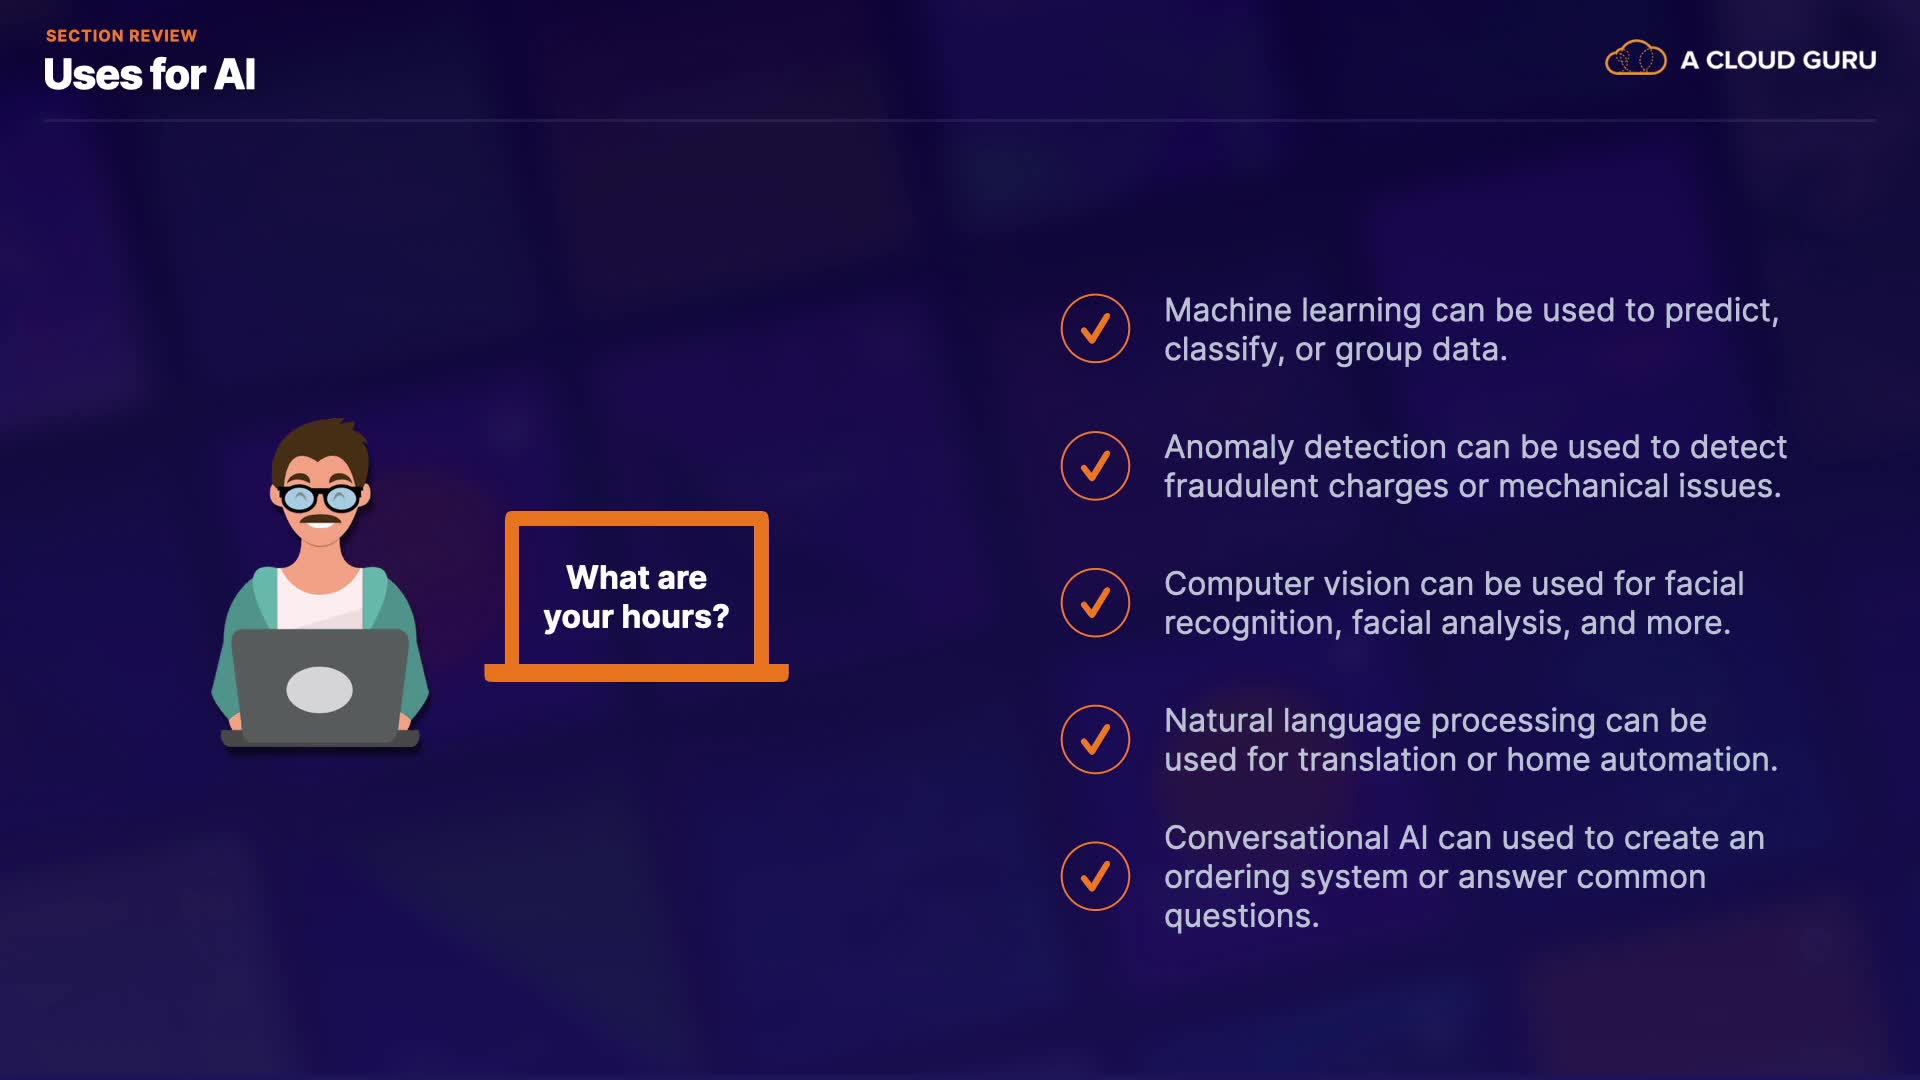 SECTION REVIEW
Uses for AI
A CLOUD GURU
What are
your hours?
Machine learning can be used to predict,
classify, or group data.
Anomaly detection can be used to detect
fraudulent charges or mechanical issues.
Computer vision can be used for facial
recognition, facial analysis, and more.
Natural language processing can be
used for translation or home automation.
Conversational AI can used to create an
ordering system or answer common
questions.